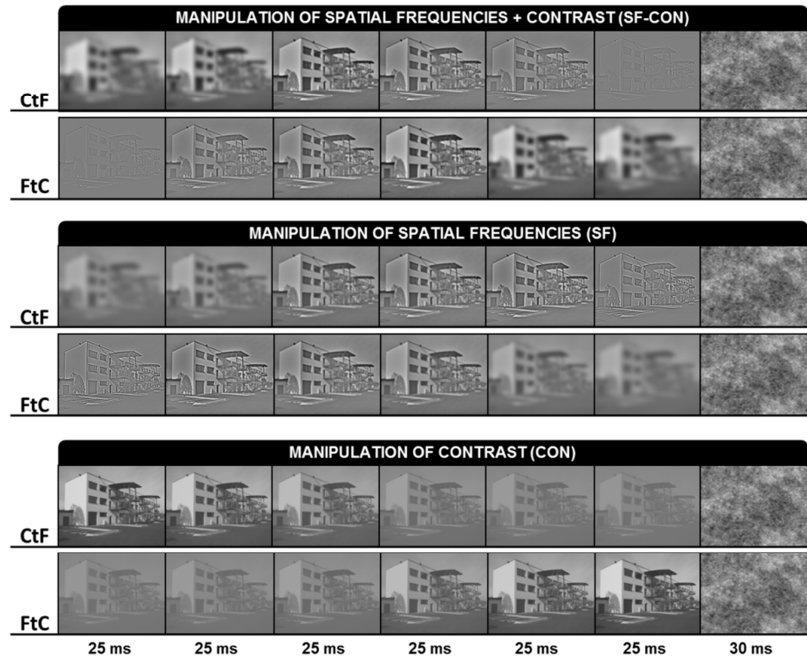 MANIPULATION OF SPATIAL FREQUENCIES + CONTRAST (SF-CON)
CtF
FtC
MANIPULATION OF SPATIAL FREQUENCIES (SF)
CtF
FtC
MANIPULATION OF CONTRAST (CON)
CtF
FtC
25 ms 25 ms 25 ms 25 ms 25 ms 25 ms 30 ms